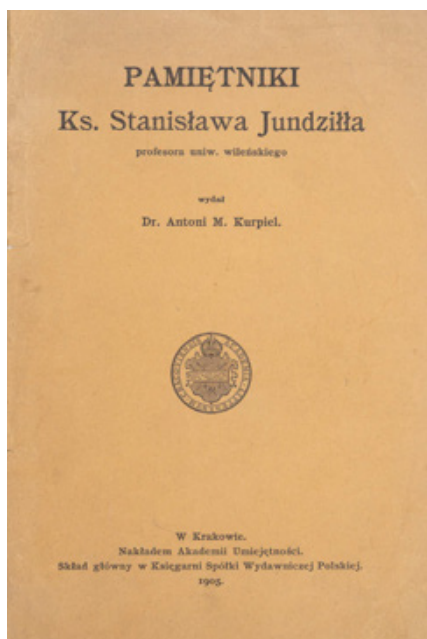 PAMIĘTNIKI
Ks. Stanisława Jundziłła
profesora uniw. wileńskiego
wydał
Dr. Antoni M. Kurpiel.
W Krakowie.
Nakładem Akademii Umiejętności.
Skład główny w Księgarni Spółki Wydawniczej Polskiej.
1905.